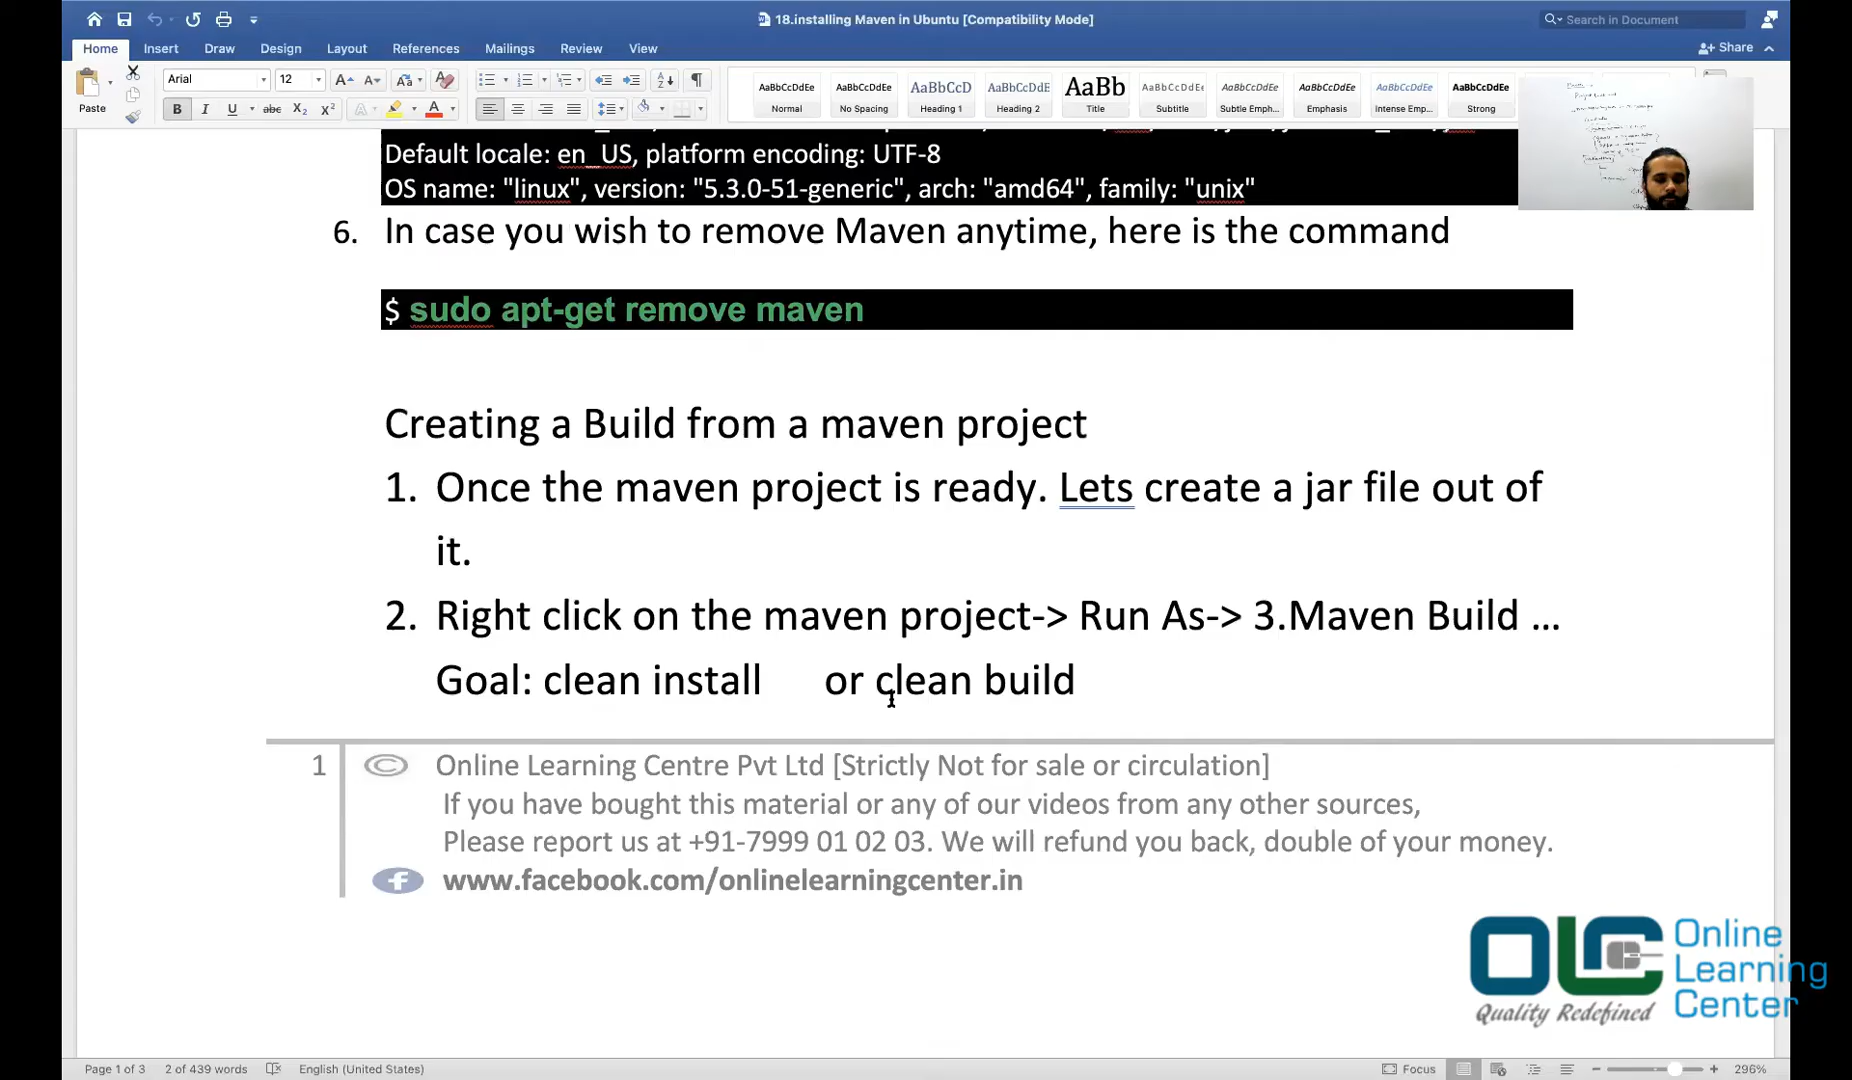 18.installing Maven in Ubuntu [Compatibility Mode]
Search in Document
Home Insert Draw Design Layout References Mailings Review View
Share
Paste
Arial 12
AaBbCcDdEe AaBbCcDdEe AaBbCcD AaBbCcDdE AaBb AaBbCcDdEe AaBbCcDdEe AaBbCcDdEe AaBbCcDdEe AaBbCcDdEe
Normal No Spacing Heading 1 Heading 2 Title Subtitle Subtle Emph... Emphasis Intense Emp... Strong
Default locale: en_US, platform encoding: UTF-8
OS name: "linux", version: "5.3.0-51-generic", arch: "amd64", family: "unix"
6. In case you wish to remove Maven anytime, here is the command
$ sudo apt-get remove maven
Creating a Build from a maven project
1. Once the maven project is ready. Lets create a jar file out of
it.
2. Right click on the maven project-> Run As-> 3.Maven Build ...
Goal: clean install or clean build
1 © Online Learning Centre Pvt Ltd [Strictly Not for sale or circulation]
If you have bought this material or any of our videos from any other sources,
Please report us at +91-7999 01 02 03. We will refund you back, double of your money.
f www.facebook.com/onlinelearningcenter.in
OLC Online
Learning
Center
Quality Redefined
Page 1 of 3 2 of 439 words English (United States) Focus 296%